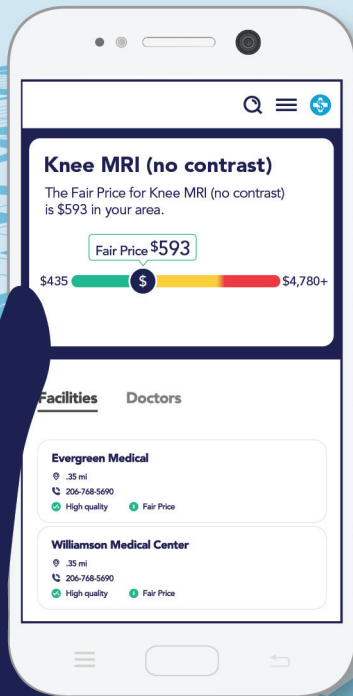 Knee MRI (no contrast)
The Fair Price for Knee MRI (no contrast)
is $593 in your area.
Fair Price $593
$435
$
$4,780+
Facilities
Doctors
Evergreen Medical
.35 mi
206-768-5690
High quality
Fair Price
Williamson Medical Center
.35 mi
206-768-5690
High quality
Fair Price